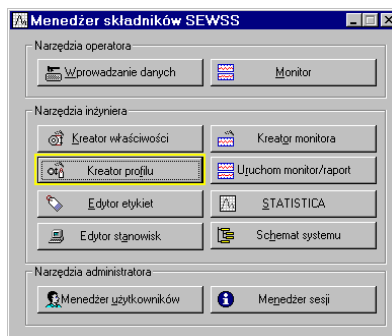 Menedżer składników SEWSS
Narzędzia operatora
Wprowadzanie danych
Monitor
Narzędzia inżyniera
Kreator właściwości
Kreator monitora
Kreator profilu
Uruchom monitor/raport
Edytor etykiet
STATISTICA
Edytor stanowisk
Schemat systemu
Narzędzia administratora
Menedżer użytkowników
Menedżer sesji